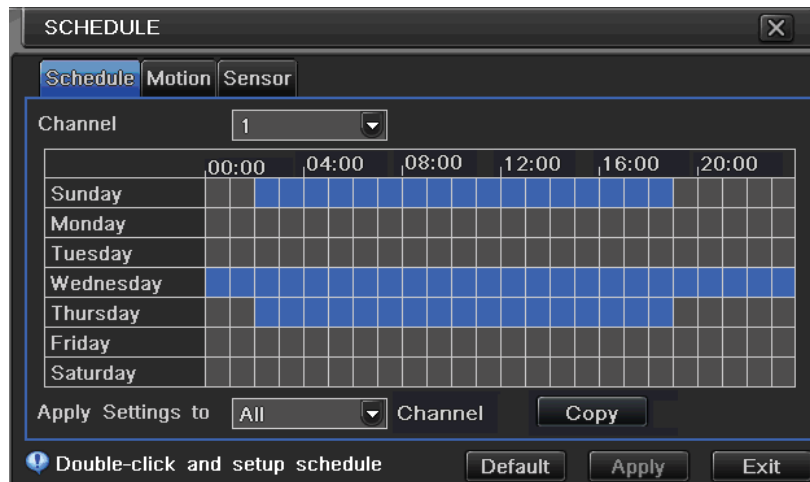 SCHEDULE
Schedule Motion Sensor
Channel 1
00:00 04:00 08:00 12:00 16:00 20:00
Sunday
Monday
Tuesday
Wednesday
Thursday
Friday
Saturday
Apply Settings to All Channel Copy
Double-click and setup schedule Default Apply Exit